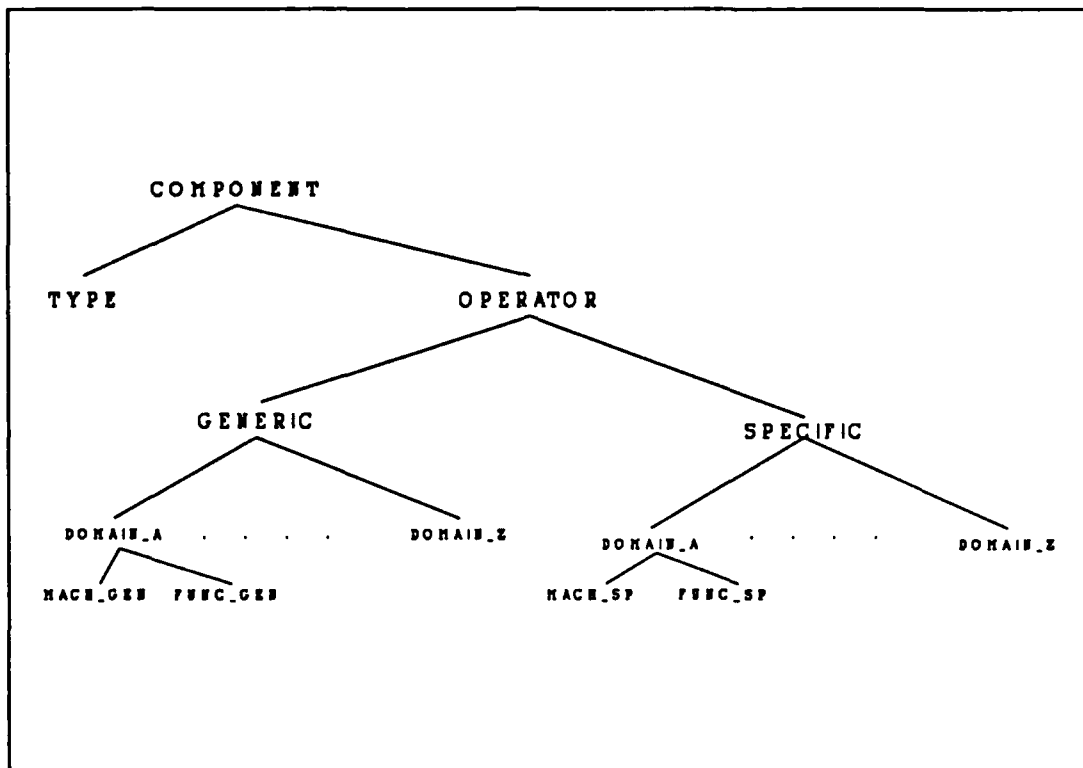 COMPONENT
TYPE OPERATOR
GENERIC SPECIFIC
DOMAIN_A . . . . DOMAIN_Z DOMAIN_A . . . . DOMAIN_Z
MACH_GEN FUNC_GEN MACH_SP FUNC_SP